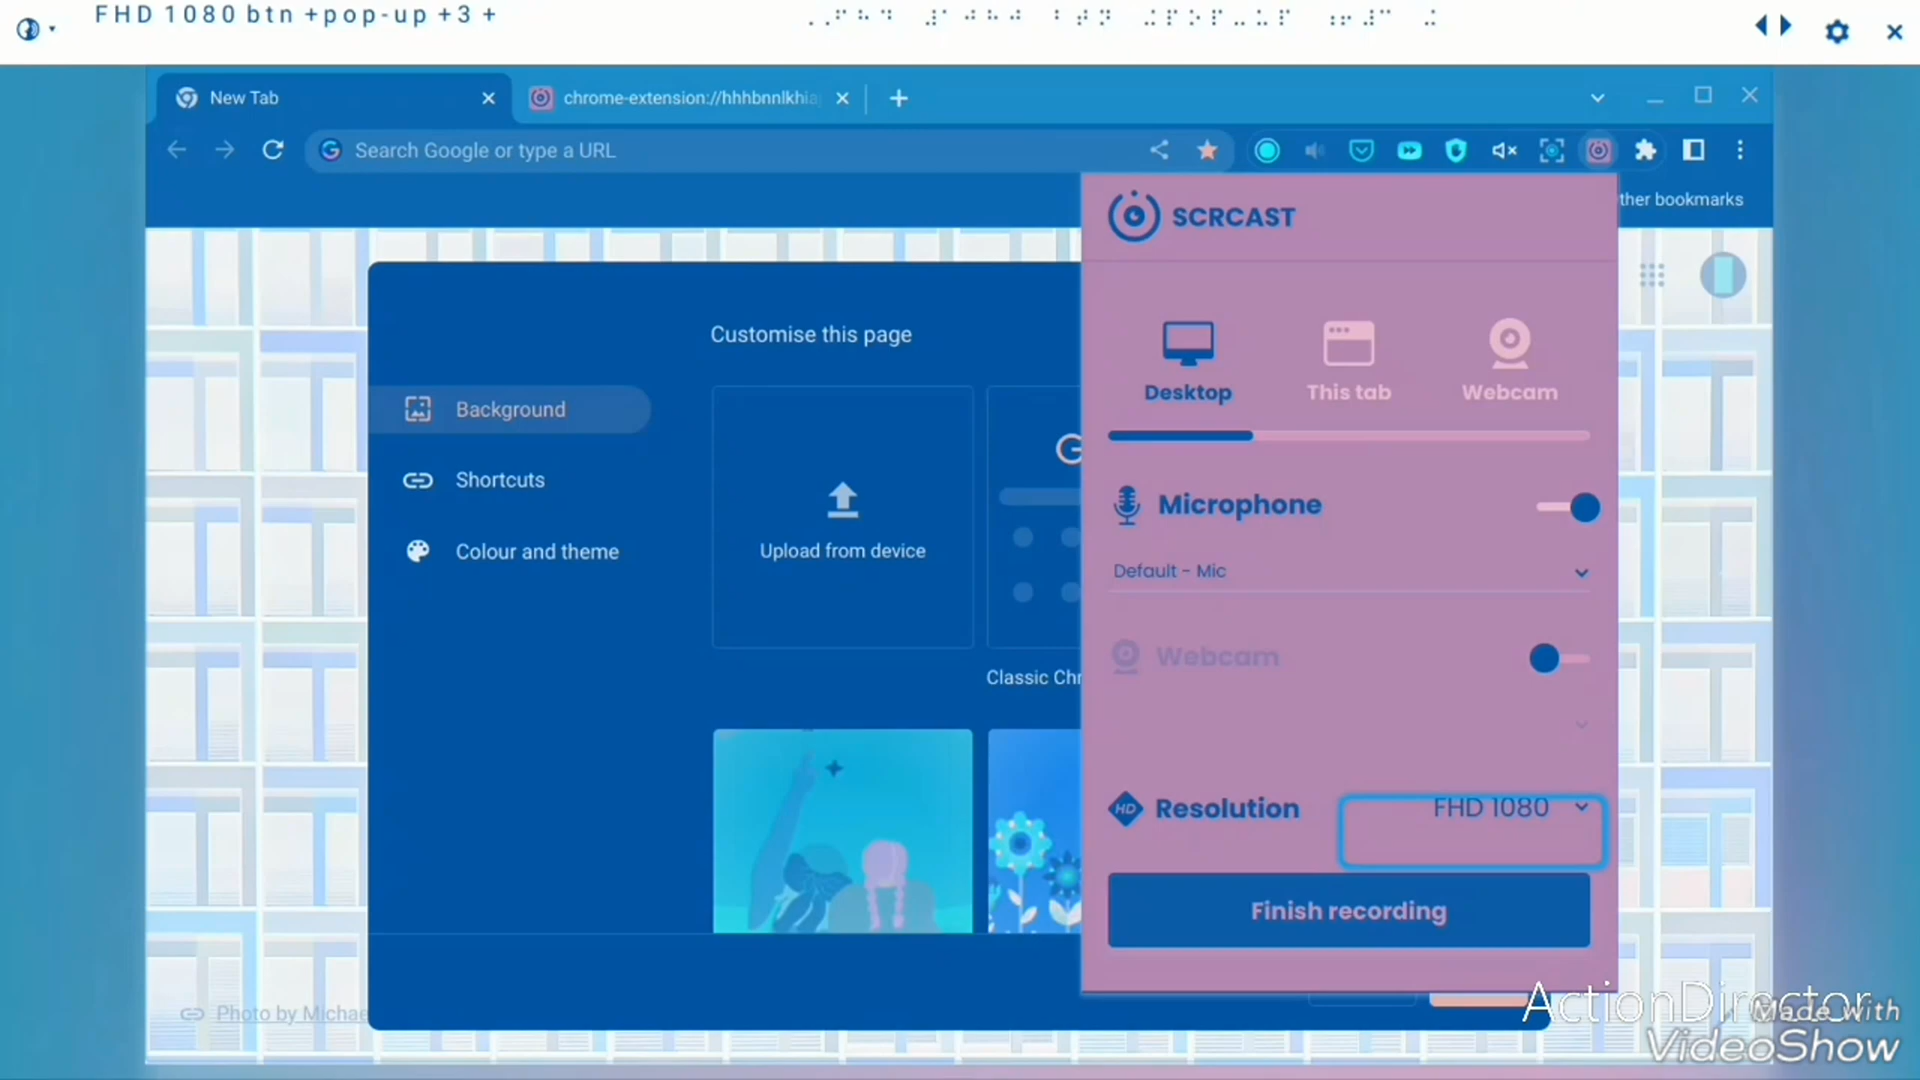 FHD 1080 btn +pop-up +3 +
New Tab
chrome-extension://hhhbnnlkhia
Search Google or type a URL
ther bookmarks
SCRCAST
Customise this page
Desktop
This tab
Webcam
Background
Shortcuts
Upload from device
Colour and theme
Microphone
Default - Mic
Webcam
Classic Chr
HD Resolution
FHD 1080
Finish recording
Photo by Michae
ActionDirector
Made with
VideoShow